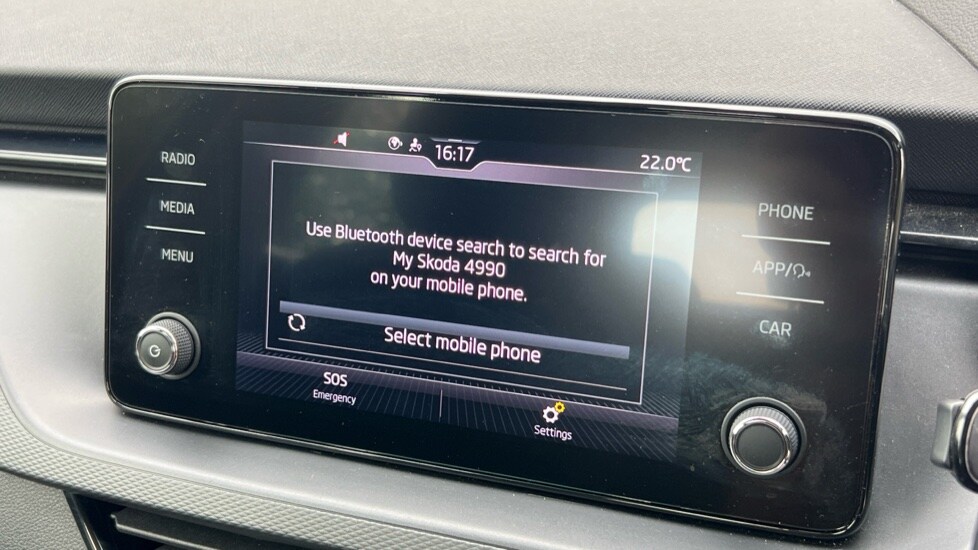 RADIO
MEDIA
MENU
16:17
22.0°C
Use Bluetooth device search to search for
My Skoda 4990
on your mobile phone.
Select mobile phone
SOS
Emergency
Settings
PHONE
APP/
CAR